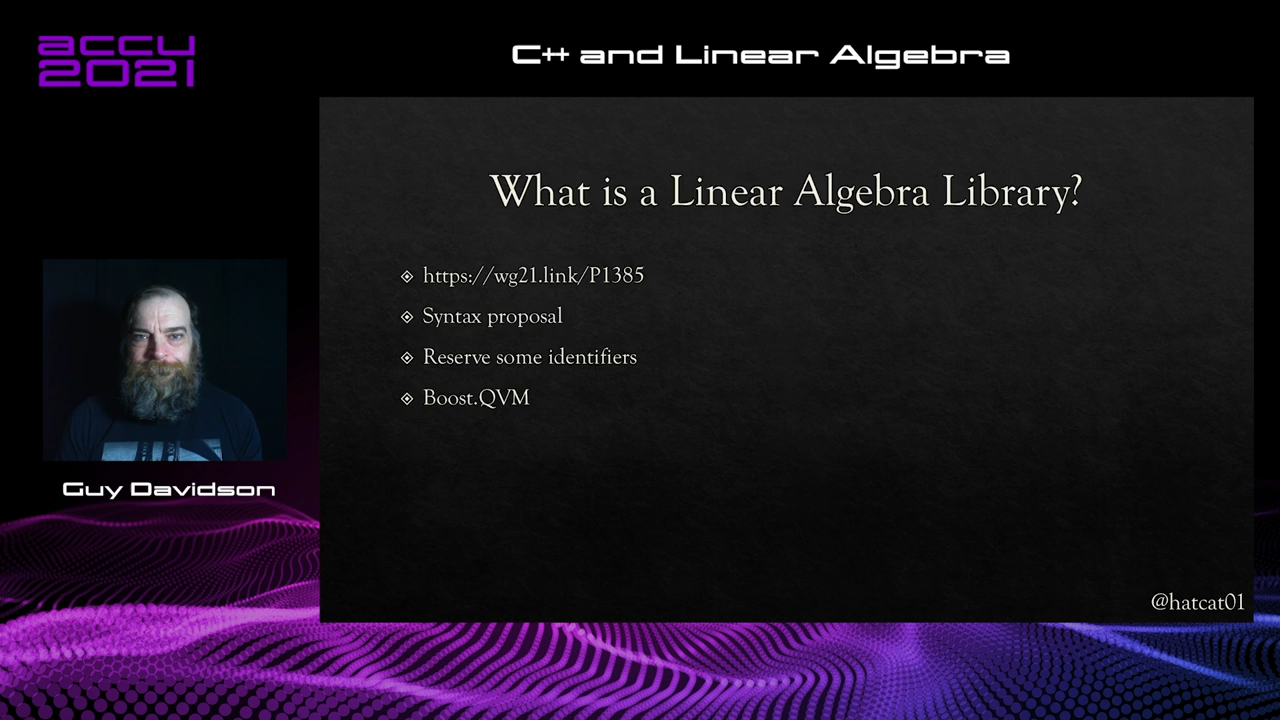 accu
2021
C++ and Linear Algebra
What is a Linear Algebra Library?
https://wg21.link/P1385
Syntax proposal
Reserve some identifiers
Boost.QVM
Guy Davidson
@hatcat01